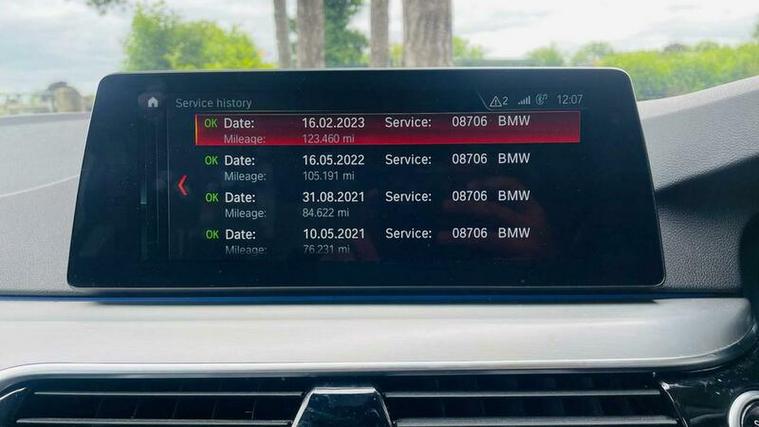 Service history 2 12:07
OK Date: 16.02.2023 Service: 08706 BMW
Mileage: 123.460 mi
OK Date: 16.05.2022 Service: 08706 BMW
Mileage: 105.191 mi
OK Date: 31.08.2021 Service: 08706 BMW
Mileage: 84.622 mi
OK Date: 10.05.2021 Service: 08706 BMW
Mileage: 76.231 mi